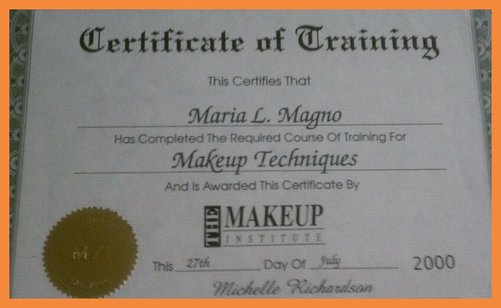 Certificate of Training
This Certifies That
Maria L. Magno
Has Completed The Required Course Of Training For
Makeup Techniques
And Is Awarded This Certificate By
THE MAKEUP
INSTITUTE
This 27th Day Of July 2000
Michelle Richardson